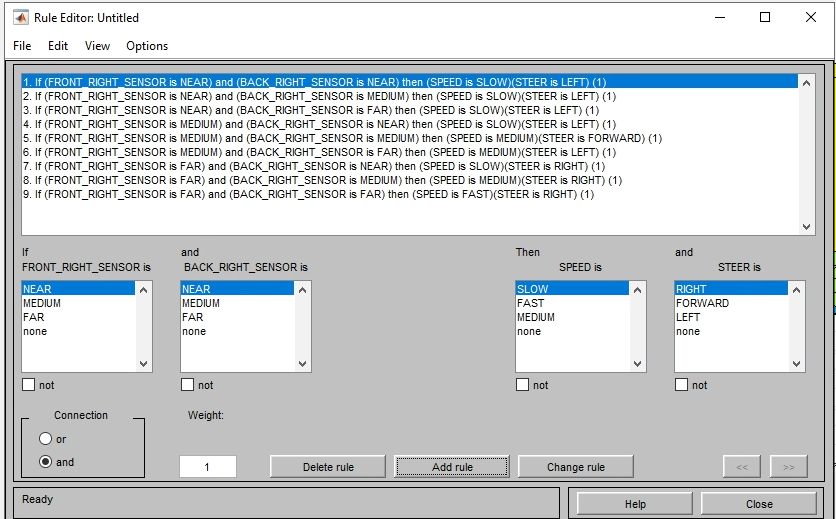 Rule Editor: Untitled
File Edit View Options
1. If (FRONT_RIGHT_SENSOR is NEAR) and (BACK_RIGHT_SENSOR is NEAR) then (SPEED is SLOW)(STEER is LEFT) (1)
2. If (FRONT_RIGHT_SENSOR is NEAR) and (BACK_RIGHT_SENSOR is MEDIUM) then (SPEED is SLOW)(STEER is LEFT) (1)
3. If (FRONT_RIGHT_SENSOR is NEAR) and (BACK_RIGHT_SENSOR is FAR) then (SPEED is SLOW)(STEER is LEFT) (1)
4. If (FRONT_RIGHT_SENSOR is MEDIUM) and (BACK_RIGHT_SENSOR is NEAR) then (SPEED is SLOW)(STEER is LEFT) (1)
5. If (FRONT_RIGHT_SENSOR is MEDIUM) and (BACK_RIGHT_SENSOR is MEDIUM) then (SPEED is MEDIUM)(STEER is FORWARD) (1)
6. If (FRONT_RIGHT_SENSOR is MEDIUM) and (BACK_RIGHT_SENSOR is FAR) then (SPEED is MEDIUM)(STEER is LEFT) (1)
7. If (FRONT_RIGHT_SENSOR is FAR) and (BACK_RIGHT_SENSOR is NEAR) then (SPEED is SLOW)(STEER is RIGHT) (1)
8. If (FRONT_RIGHT_SENSOR is FAR) and (BACK_RIGHT_SENSOR is MEDIUM) then (SPEED is MEDIUM)(STEER is RIGHT) (1)
9. If (FRONT_RIGHT_SENSOR is FAR) and (BACK_RIGHT_SENSOR is FAR) then (SPEED is FAST)(STEER is RIGHT) (1)
If and Then and
FRONT_RIGHT_SENSOR is BACK_RIGHT_SENSOR is SPEED is STEER is
NEAR NEAR SLOW RIGHT
MEDIUM MEDIUM FAST FORWARD
FAR FAR MEDIUM LEFT
none none none none
not not not not
Connection Weight:
or
and 1 Delete rule Add rule Change rule << >>
Ready Help Close